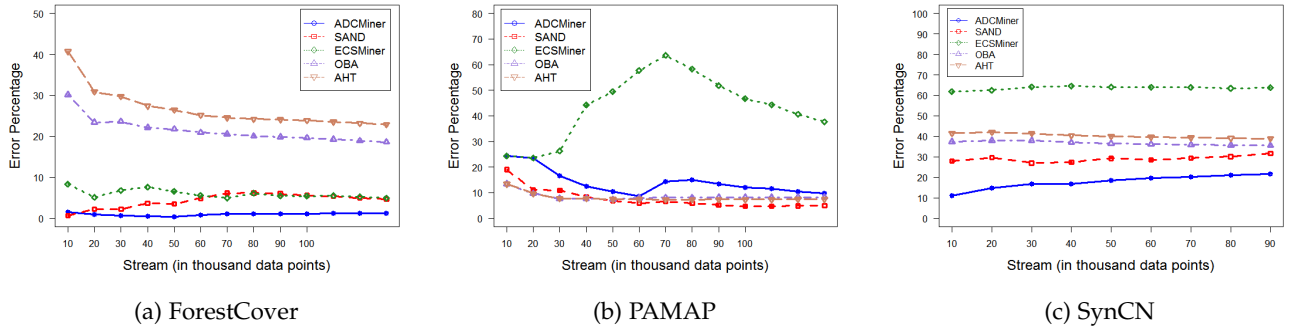 ADCMiner
SAND
ECSMiner
OBA
AHT
50
40
30
20
10
0
Error Percentage
10 20 30 40 50 60 70 80 90 100
Stream (in thousand data points)
(a) ForestCover
ADCMiner
SAND
ECSMiner
OBA
AHT
80
70
60
50
40
30
20
10
0
Error Percentage
10 20 30 40 50 60 70 80 90 100
Stream (in thousand data points)
(b) PAMAP
ADCMiner
SAND
ECSMiner
OBA
AHT
100
90
80
70
60
50
40
30
20
10
0
Error Percentage
10 20 30 40 50 60 70 80 90
Stream (in thousand data points)
(c) SynCN